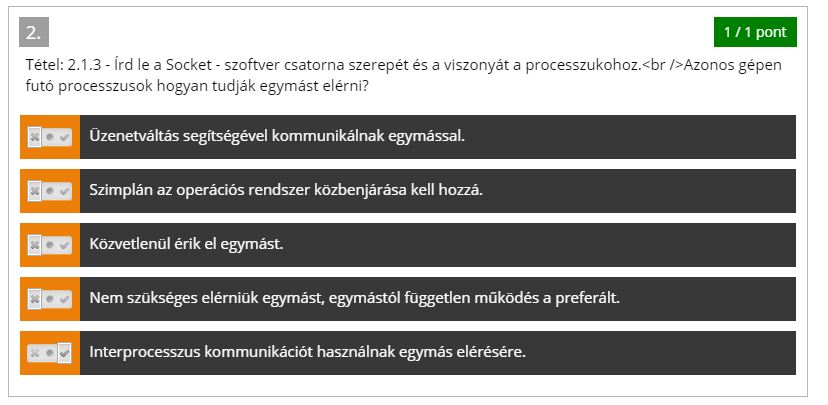 2.
1 / 1 pont
Tétel: 2.1.3 - Írd le a Socket - szoftver csatorna szerepét és a viszonyát a processzukohoz.<br />Azonos gépen
futó processzusok hogyan tudják egymást elérni?
Üzenetváltás segítségével kommunikálnak egymással.
Szimplán az operációs rendszer közbenjárása kell hozzá.
Közvetlenül érik el egymást.
Nem szükséges elérniük egymást, egymástól független működés a preferált.
Interprocesszus kommunikációt használnak egymás elérésére.